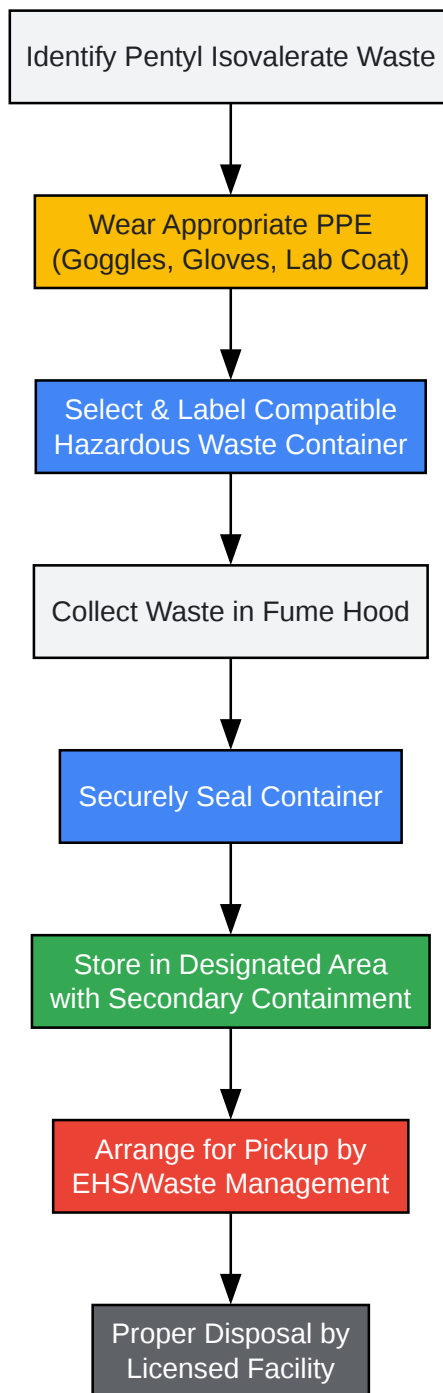 Identify Pentyl Isovalerate Waste
Wear Appropriate PPE
(Goggles, Gloves, Lab Coat)
Select & Label Compatible
Hazardous Waste Container
Collect Waste in Fume Hood
Securely Seal Container
Store in Designated Area
with Secondary Containment
Arrange for Pickup by
EHS/Waste Management
Proper Disposal by
Licensed Facility